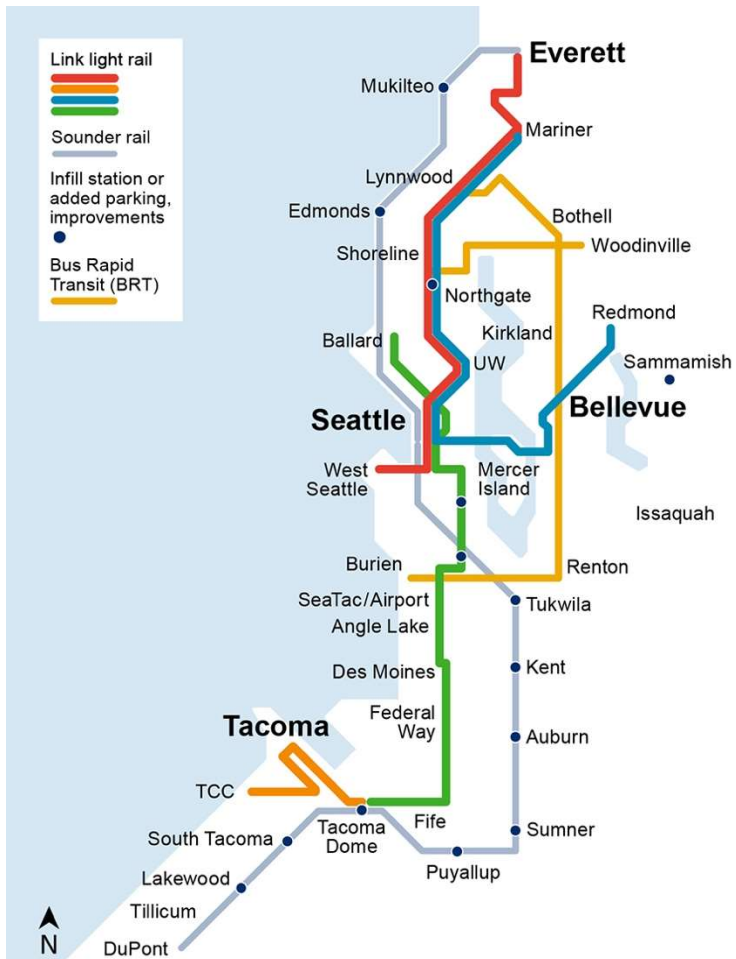 Link light rail
Sounder rail
Infill station or
added parking,
improvements
Bus Rapid
Transit (BRT)
Everett
Mukilteo
Mariner
Lynnwood
Edmonds
Bothell
Shoreline
Woodinville
Northgate
Redmond
Ballard
Kirkland
UW
Sammamish
Seattle
Bellevue
West
Seattle
Mercer
Island
Issaquah
Burien
Renton
SeaTac/Airport
Tukwila
Angle Lake
Des Moines
Kent
Federal
Way
Tacoma
Auburn
TCC
Fife
Tacoma
Dome
Sumner
South Tacoma
Puyallup
Lakewood
Tillicum
DuPont
N